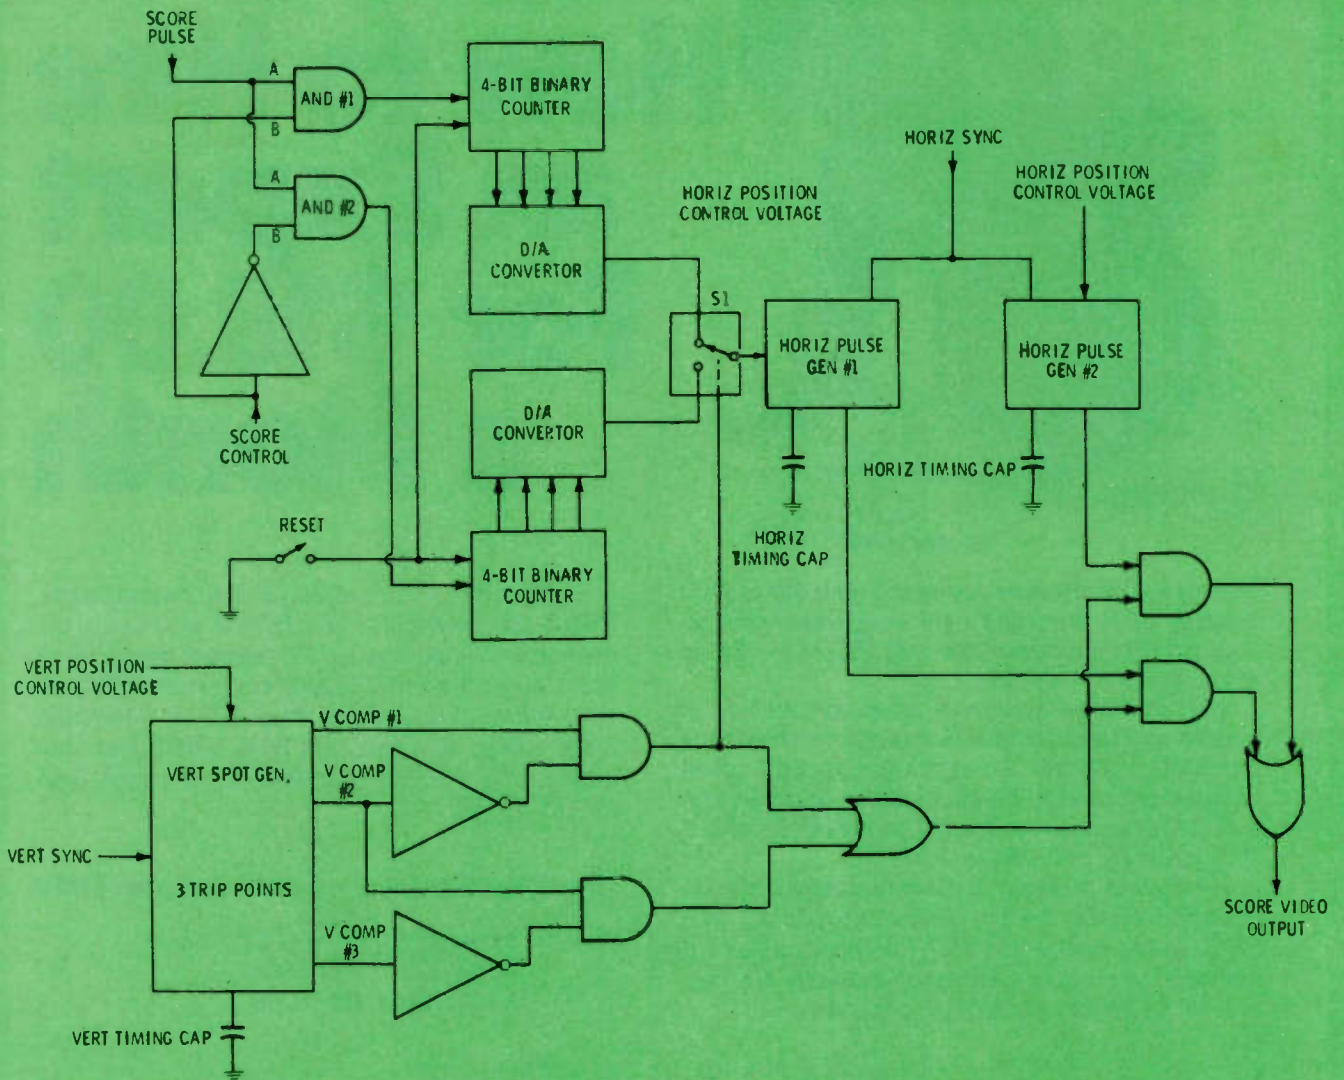 SCORE
PULSE
A
AND #1
B
A
AND #2
B
SCORE
CONTROL
4-BIT BINARY
COUNTER
D/A
CONVERTOR
HORIZ POSITION
CONTROL VOLTAGE
S1
HORIZ SYNC
HORIZ POSITION
CONTROL VOLTAGE
HORIZ PULSE
GEN #1
HORIZ PULSE
GEN #2
D/A
CONVERTOR
HORIZ TIMING CAP
HORIZ
TIMING CAP
RESET
4-BIT BINARY
COUNTER
VERT POSITION
CONTROL VOLTAGE
V COMP #1
VERT SPOT GEN.
V COMP
#2
VERT SYNC
3 TRIP POINTS
V COMP
#3
VERT TIMING CAP
SCORE VIDEO
OUTPUT